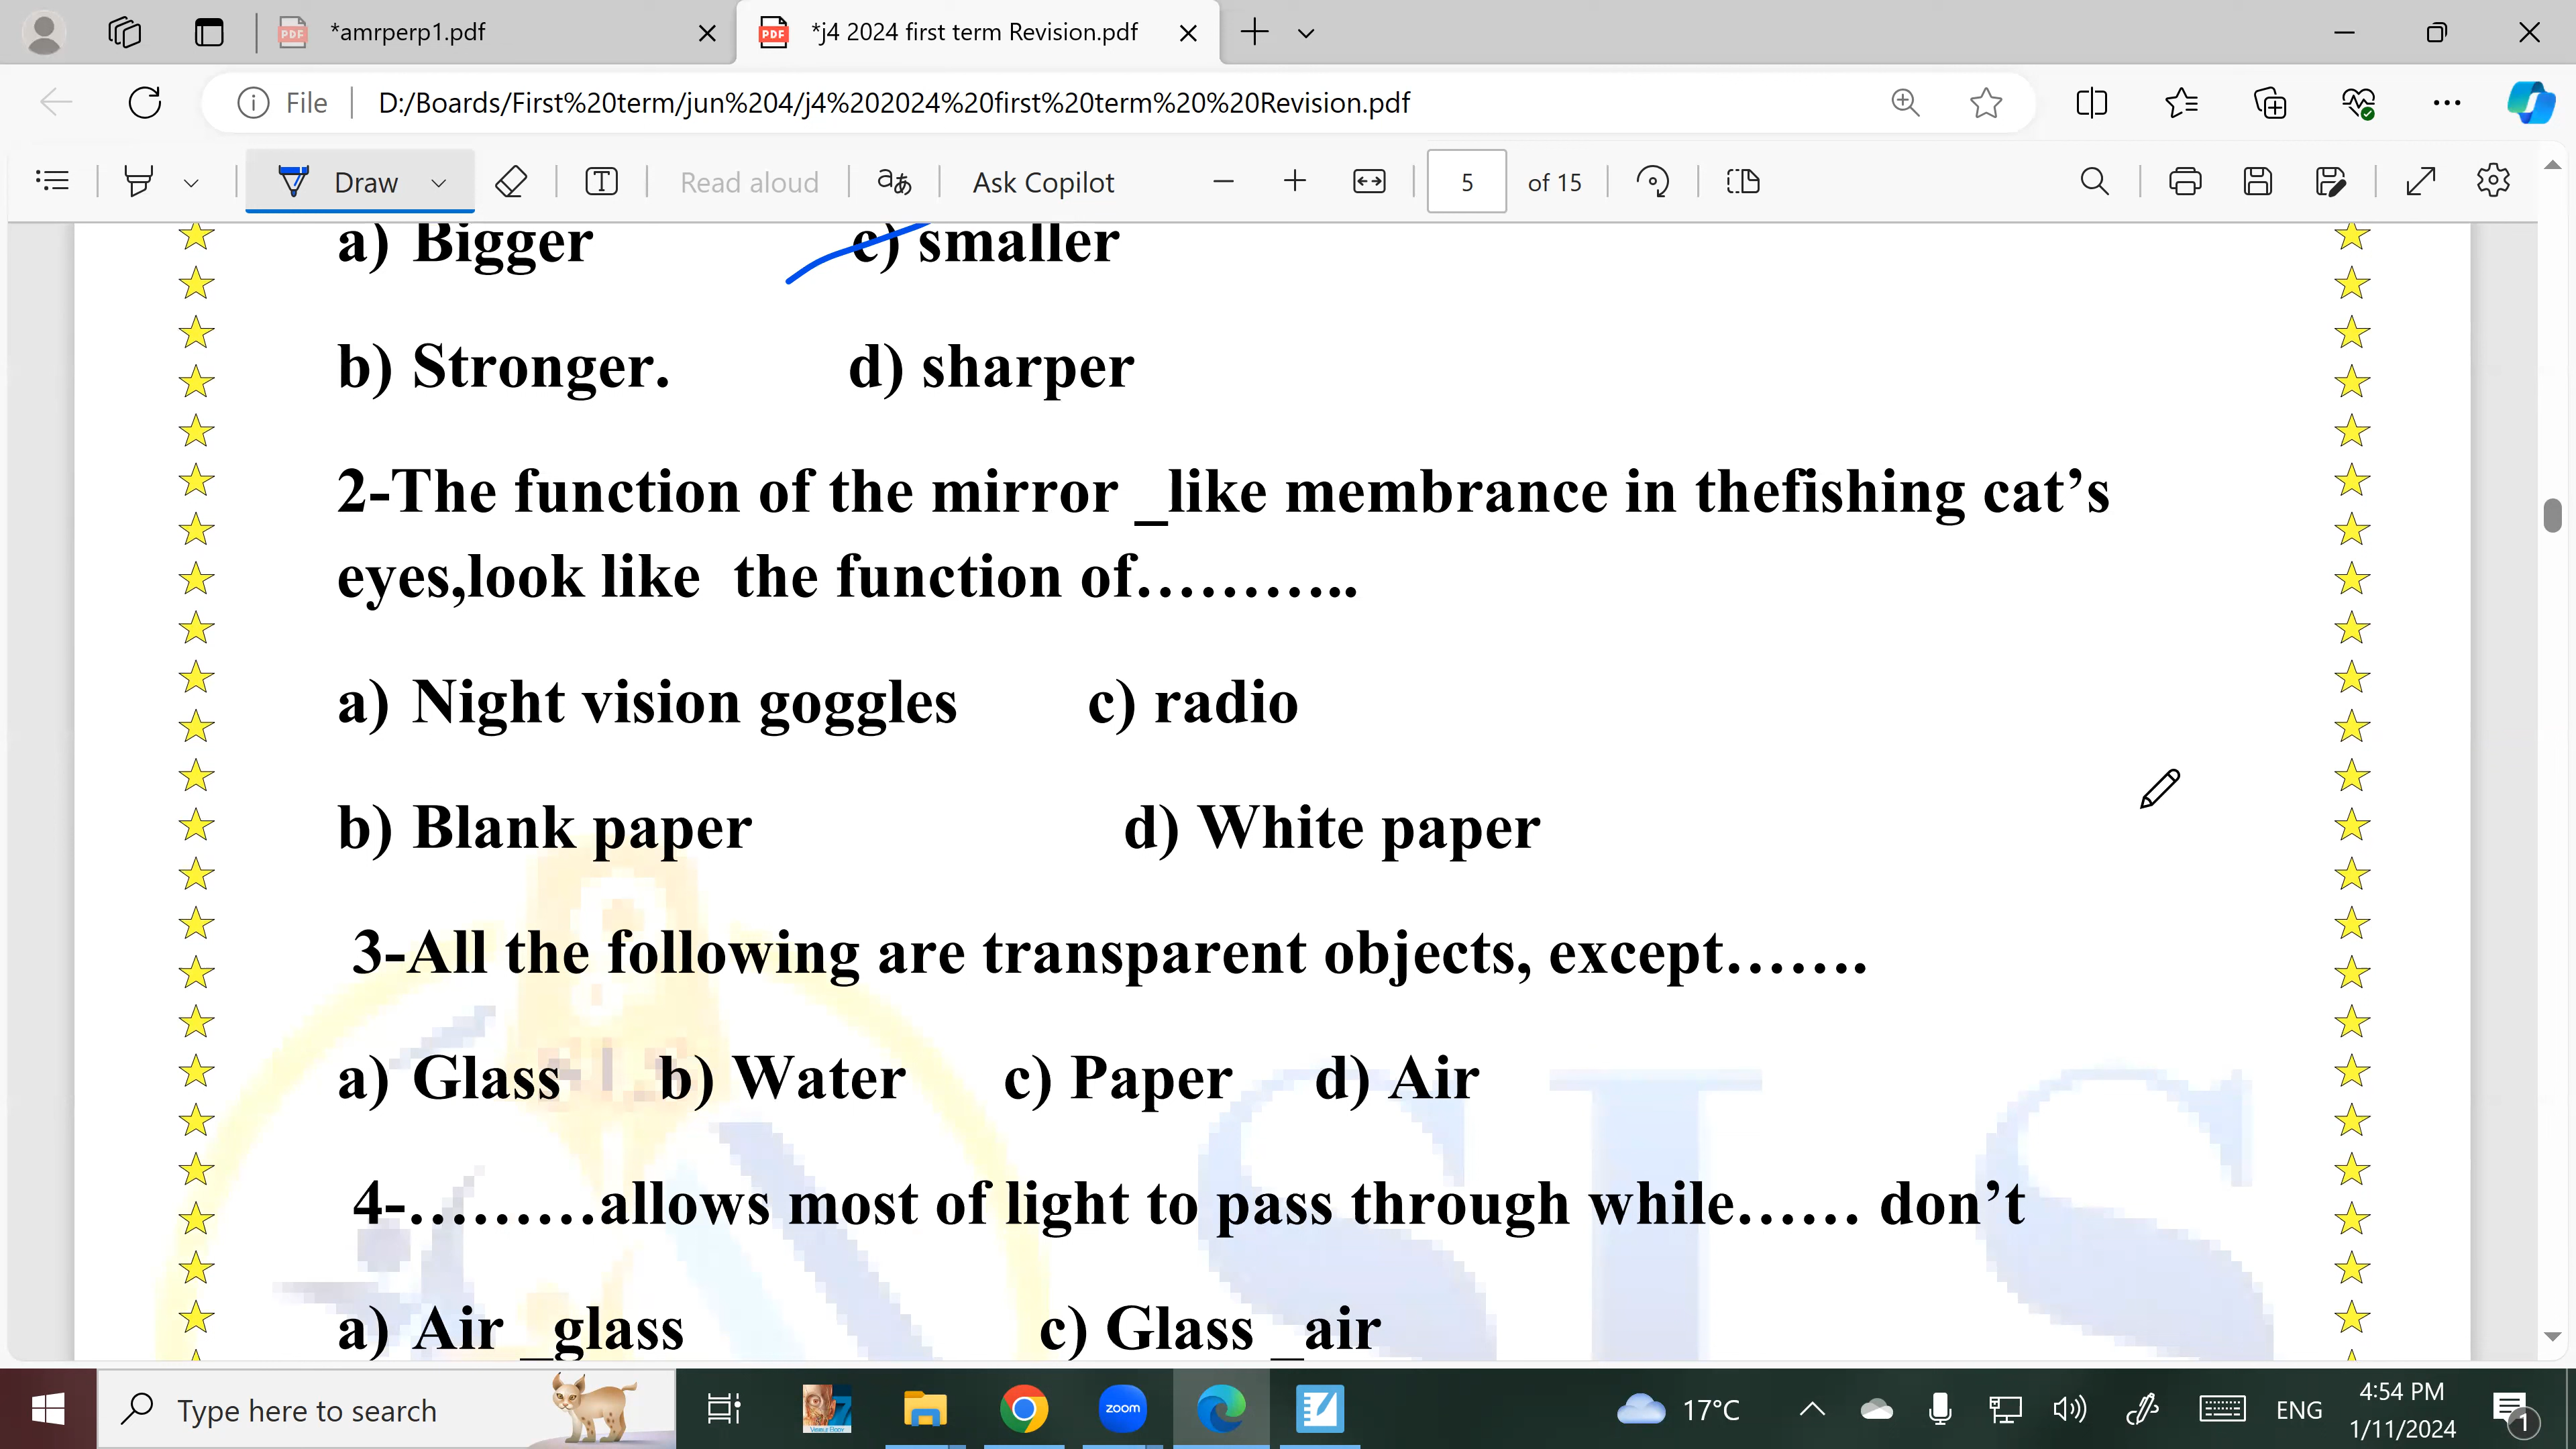 *amrperp1.pdf
*j4 2024 first term Revision.pdf
File D:/Boards/First%20term/jun%204/j4%202024%20first%20term%20%20Revision.pdf
Draw Read aloud aあ Ask Copilot 5 of 15
a) Bigger c) smaller
b) Stronger. d) sharper
2-The function of the mirror _like membrance in thefishing cat's
eyes,look like the function of………..
a) Night vision goggles c) radio
b) Blank paper d) White paper
3-All the following are transparent objects, except…….
a) Glass b) Water c) Paper d) Air
4-………allows most of light to pass through while…… don't
a) Air _glass c) Glass _air
SIS
Type here to search zoom 17°C ENG 4:54 PM
1/11/2024 1